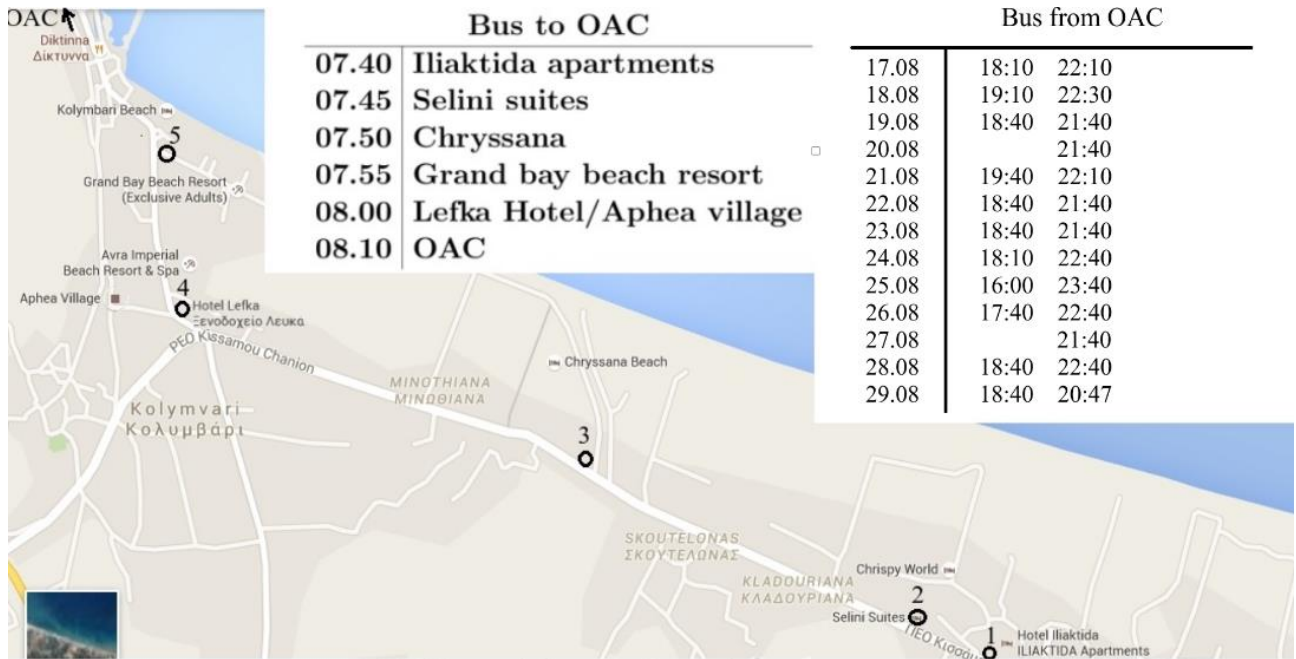 OAC
Diktinna
Δίκτυννα
Kolymbari Beach
5
Grand Bay Beach Resort
(Exclusive Adults)
Avra Imperial
Beach Resort & Spa
4
Aphea Village
Hotel Lefka
Ξενοδοχείο Λευκα
PEO Kissamou Chanion
Kolymvari
Κολυμβάρι
MINOTHIANA
ΜΙΝΩΘΙΑΝΑ
Chryssana Beach
3
SKOUTELONAS
ΣΚΟΥΤΕΛΩΝΑΣ
KLADOURIANA
ΚΛΑΔΟΥΡΙΑΝΑ
Chrispy World
2
Selini Suites
1
Hotel Iliaktida
ILIAKTIDA Apartments
Bus to OAC
07.40 Iliaktida apartments
07.45 Selini suites
07.50 Chryssana
07.55 Grand bay beach resort
08.00 Lefka Hotel/Aphea village
08.10 OAC
Bus from OAC
17.08 18:10 22:10
18.08 19:10 22:30
19.08 18:40 21:40
20.08 21:40
21.08 19:40 22:10
22.08 18:40 21:40
23.08 18:40 21:40
24.08 18:10 22:40
25.08 16:00 23:40
26.08 17:40 22:40
27.08 21:40
28.08 18:40 22:40
29.08 18:40 20:47